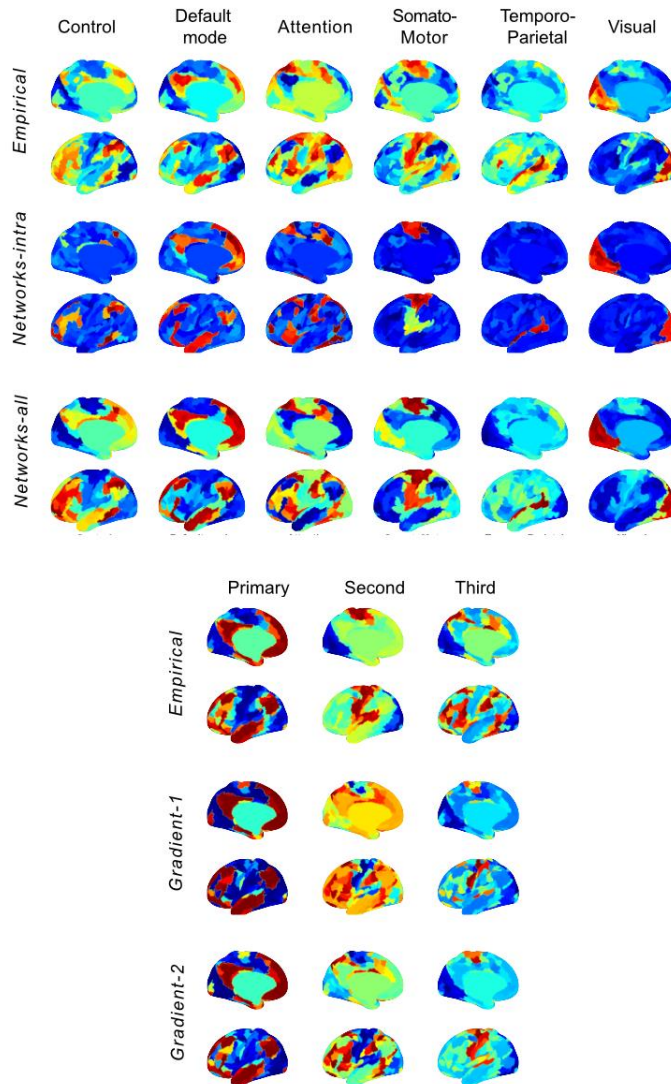 Control Default mode Attention Somato-Motor Temporo-Parietal Visual
Empirical
Networks-intra
Networks-all
Primary Second Third
Empirical
Gradient-1
Gradient-2